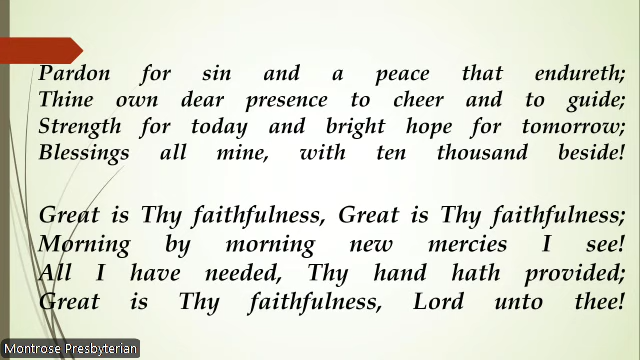 Pardon for sin and a peace that endureth;
Thine own dear presence to cheer and to guide;
Strength for today and bright hope for tomorrow;
Blessings all mine, with ten thousand beside!
Great is Thy faithfulness, Great is Thy faithfulness;
Morning by morning new mercies I see!
All I have needed, Thy hand hath provided;
Great is Thy faithfulness, Lord unto thee!
Montrose Presbyterian